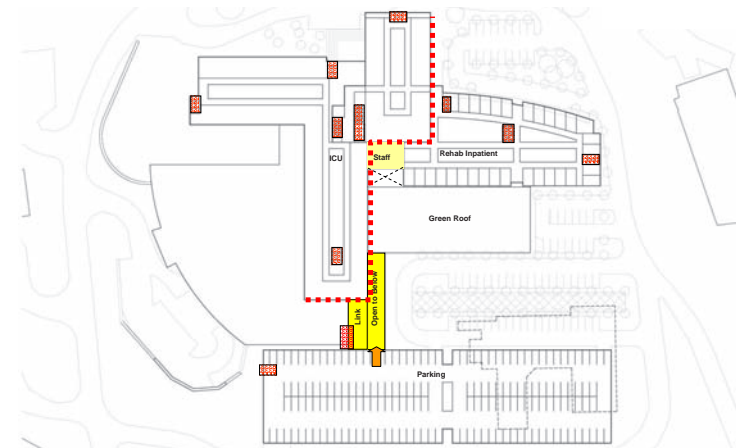 ICU
Staff
Rehab Inpatient
Green Roof
Open to Below
Link
Parking